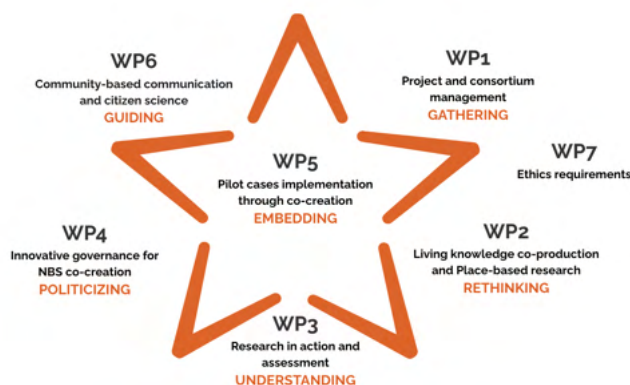 WP6
Community-based communication
and citizen science
GUIDING
WP1
Project and consortium
management
GATHERING
WP5
Pilot cases implementation
through co-creation
EMBEDDING
WP7
Ethics requirements
WP4
Innovative governance for
NBS co-creation
POLITICIZING
WP2
Living knowledge co-production
and Place-based research
RETHINKING
WP3
Research in action and
assessment
UNDERSTANDING